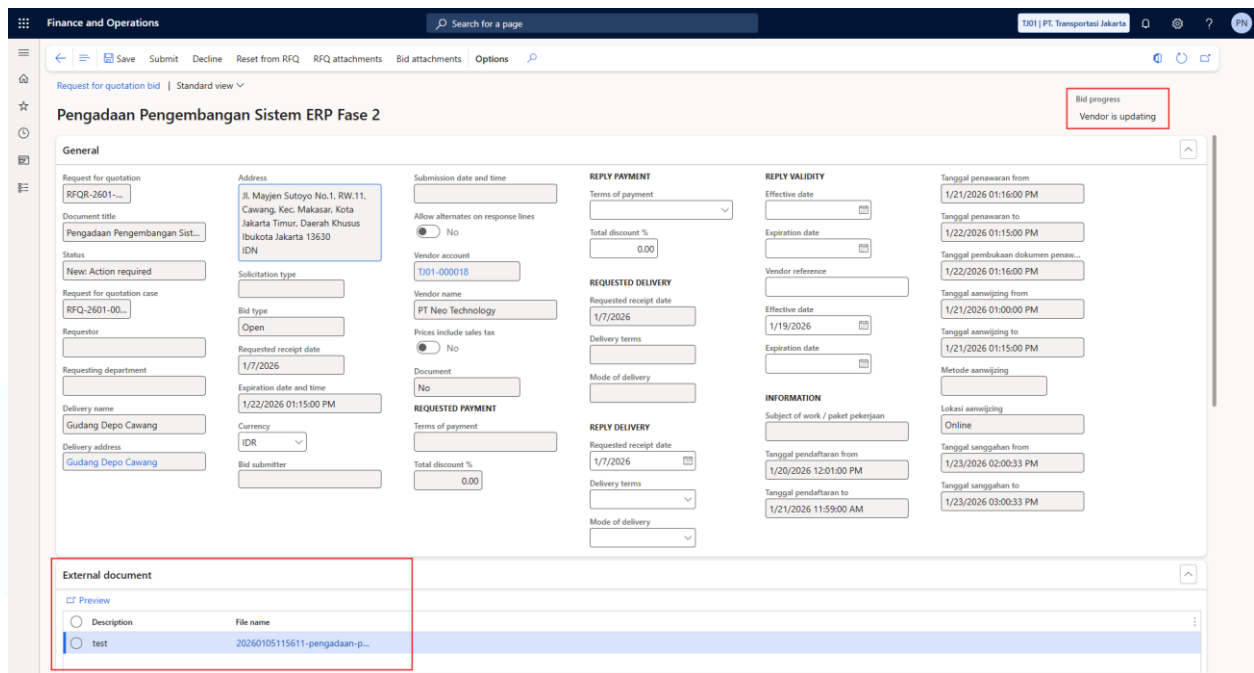 Finance and Operations
Search for a page
TJ01 | PT. Transportasi Jakarta
?
PN
Save
Submit
Decline
Reset from RFQ
RFQ attachments
Bid attachments
Options
Request for quotation bid | Standard view
Pengadaan Pengembangan Sistem ERP Fase 2
Bid progress
Vendor is updating
General
Request for quotation
RFQR-2601-...
Document title
Pengadaan Pengembangan Sist...
Status
New: Action required
Request for quotation case
RFQ-2601-00...
Requestor
Requesting department
Delivery name
Gudang Depo Cawang
Delivery address
Gudang Depo Cawang
Address
Jl. Mayjen Sutoyo No.1, RW.11,
Cawang, Kec. Makasar, Kota
Jakarta Timur, Daerah Khusus
Ibukota Jakarta 13630
IDN
Solicitation type
Bid type
Open
Requested receipt date
1/7/2026
Expiration date and time
1/22/2026 01:15:00 PM
Currency
IDR
Bid submitter
Submission date and time
Allow alternates on response lines
No
Vendor account
TJ01-000018
Vendor name
PT Neo Technology
Prices include sales tax
No
Document
No
REQUESTED PAYMENT
Terms of payment
Total discount %
0.00
REPLY PAYMENT
Terms of payment
Total discount %
0.00
REQUESTED DELIVERY
Requested receipt date
1/7/2026
Delivery terms
Mode of delivery
REPLY DELIVERY
Requested receipt date
1/7/2026
Delivery terms
Mode of delivery
REPLY VALIDITY
Effective date
Expiration date
Vendor reference
Effective date
1/19/2026
Expiration date
INFORMATION
Subject of work / paket pekerjaan
Tanggal pendaftaran from
1/20/2026 12:01:00 PM
Tanggal pendaftaran to
1/21/2026 11:59:00 AM
Tanggal penawaran from
1/21/2026 01:16:00 PM
Tanggal penawaran to
1/22/2026 01:15:00 PM
Tanggal pembukaan dokumen penaw...
1/22/2026 01:16:00 PM
Tanggal aanwijzing from
1/21/2026 01:00:00 PM
Tanggal aanwijzing to
1/21/2026 01:15:00 PM
Metode aanwijzing
Lokasi aanwijzing
Online
Tanggal sanggahan from
1/23/2026 02:00:33 PM
Tanggal sanggahan to
1/23/2026 03:00:33 PM
External document
Preview
Description
File name
test
20260105115611-pengadaan-p...